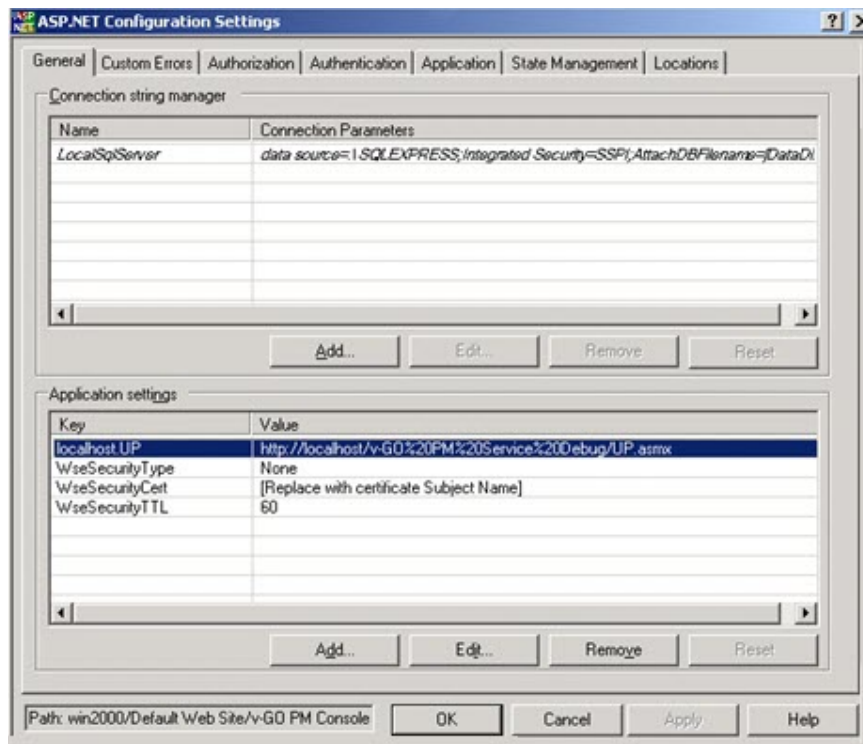 ASP.NET Configuration Settings
General Custom Errors Authorization Authentication Application State Management Locations
Connection string manager
Name Connection Parameters
LocalSqlServer data source=.\SQLEXPRESS;Integrated Security=SSPI;AttachDBFilename=|DataDi
Add... Edit... Remove Reset
Application settings
Key Value
localhost.UP http://localhost/v-GO%20PM%20Service%20Debug/UP.asmx
WseSecurityType None
WseSecurityCert [Replace with certificate Subject Name]
WseSecurityTTL 60
Add... Edit... Remove Reset
Path: win2000/Default Web Site/v-GO PM Console OK Cancel Apply Help